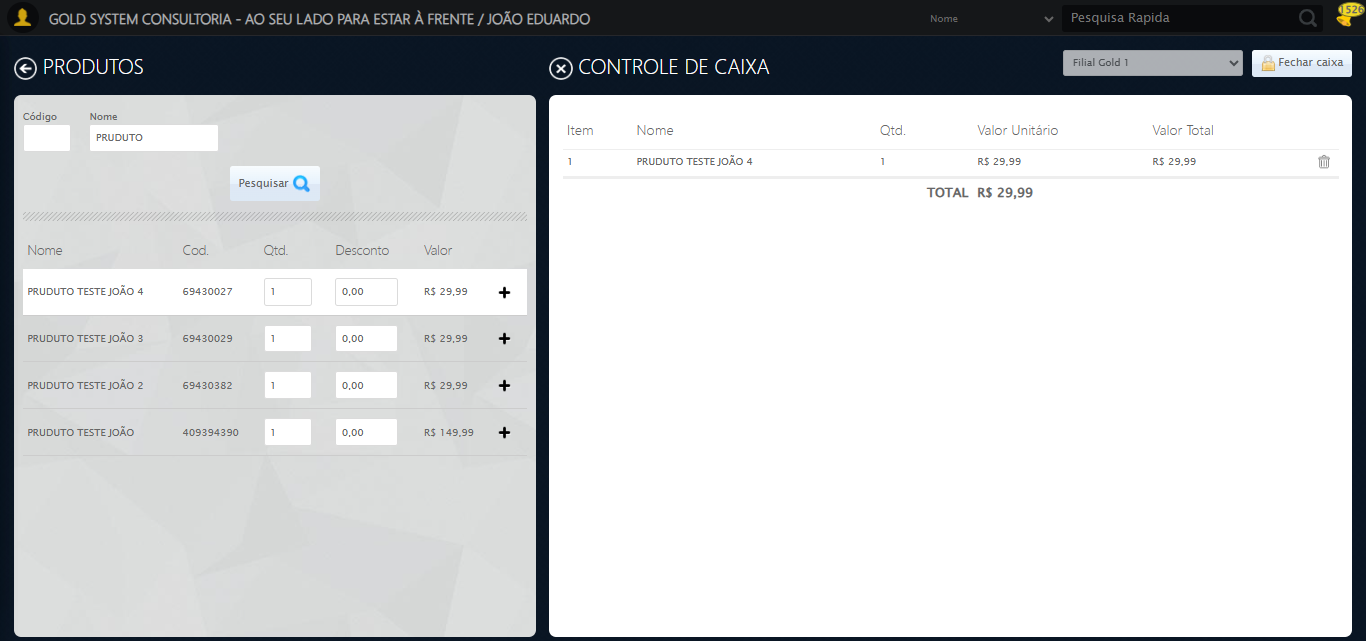 GOLD SYSTEM CONSULTORIA - AO SEU LADO PARA ESTAR À FRENTE / JOÃO EDUARDO
Nome
Pesquisa Rapida
1526
PRODUTOS
CONTROLE DE CAIXA
Filial Gold 1
Fechar caixa
Código Nome
PRUDUTO
Pesquisar
Nome Cod. Qtd. Desconto Valor
PRUDUTO TESTE JOÃO 4 69430027 1 0,00 R$ 29,99
PRUDUTO TESTE JOÃO 3 69430029 1 0,00 R$ 29,99
PRUDUTO TESTE JOÃO 2 69430382 1 0,00 R$ 29,99
PRUDUTO TESTE JOÃO 409394390 1 0,00 R$ 149,99
Item Nome Qtd. Valor Unitário Valor Total
1 PRUDUTO TESTE JOÃO 4 1 R$ 29,99 R$ 29,99
TOTAL R$ 29,99